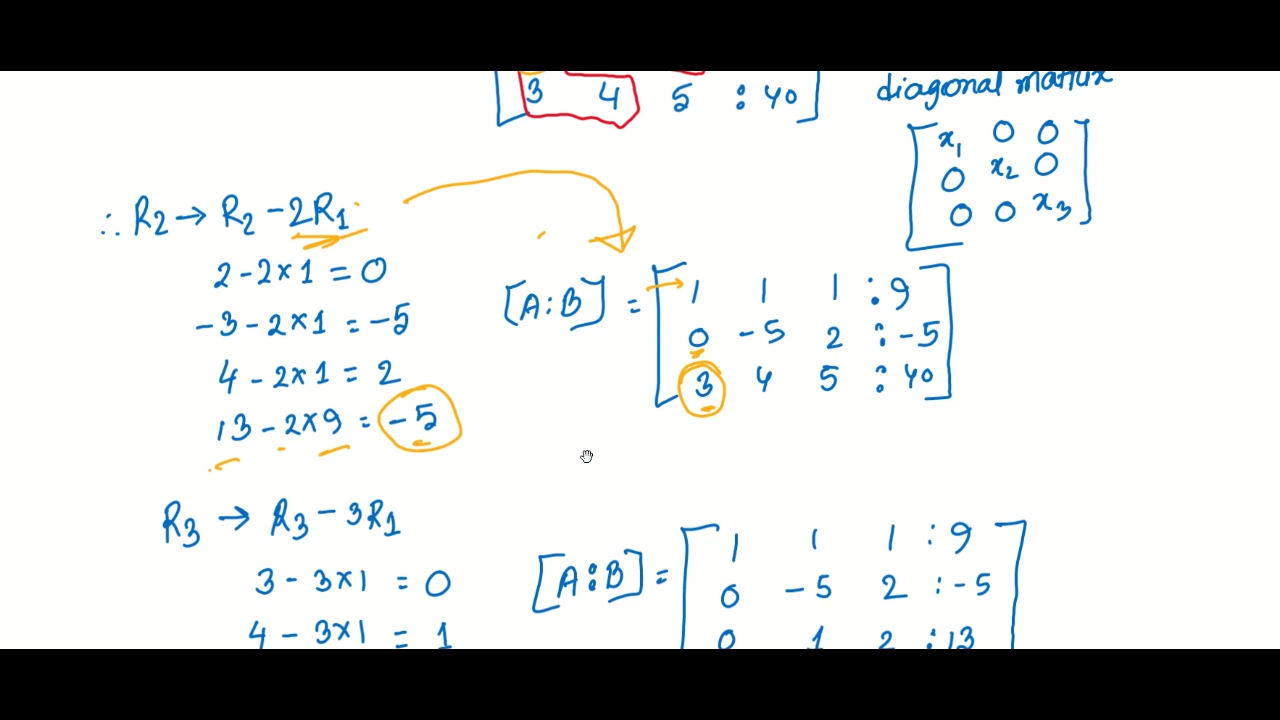 3 4 5 : 40
diagonal matrix
x1 0 0
0 x2 0
0 0 x3
∴ R2 → R2 - 2R1
2 - 2×1 = 0
-3 - 2×1 = -5
4 - 2×1 = 2
13 - 2×9 = -5
[A:B] =
1 1 1 : 9
0 -5 2 : -5
3 4 5 : 40
R3 → R3 - 3R1
3 - 3×1 = 0
4 - 3×1 = 1
[A:B] =
1 1 1 : 9
0 -5 2 : -5
0 1 2 : 13